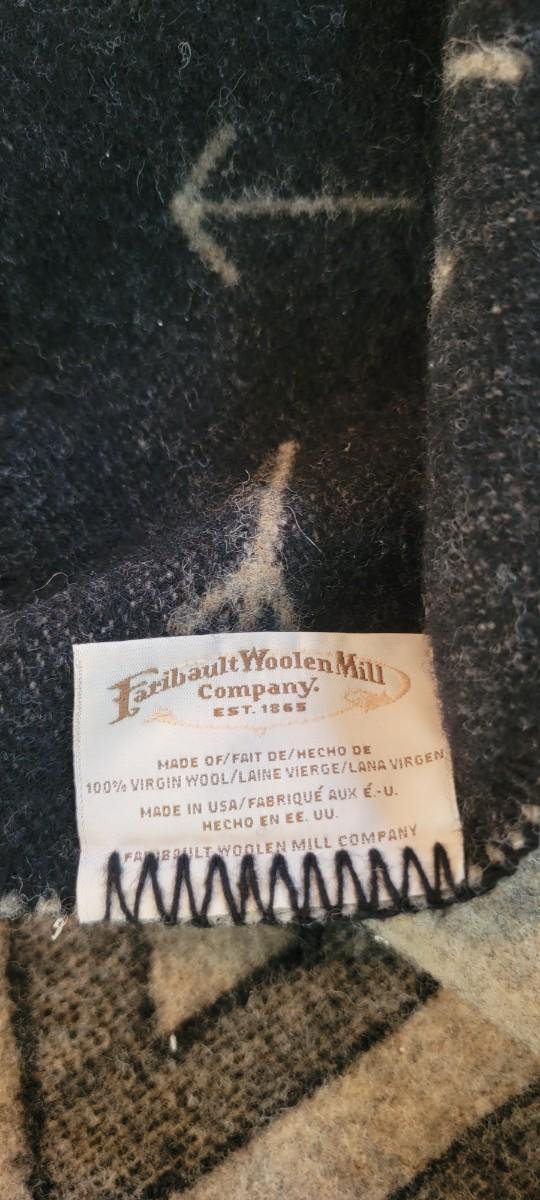 Faribault Woolen Mill
Company.
EST. 1865
MADE OF/FAIT DE/HECHO DE
100% VIRGIN WOOL/LAINE VIERGE/LANA VIRGEN
MADE IN USA/FABRIQUÉ AUX É.-U.
HECHO EN EE. UU.
FARIBAULT WOOLEN MILL COMPANY